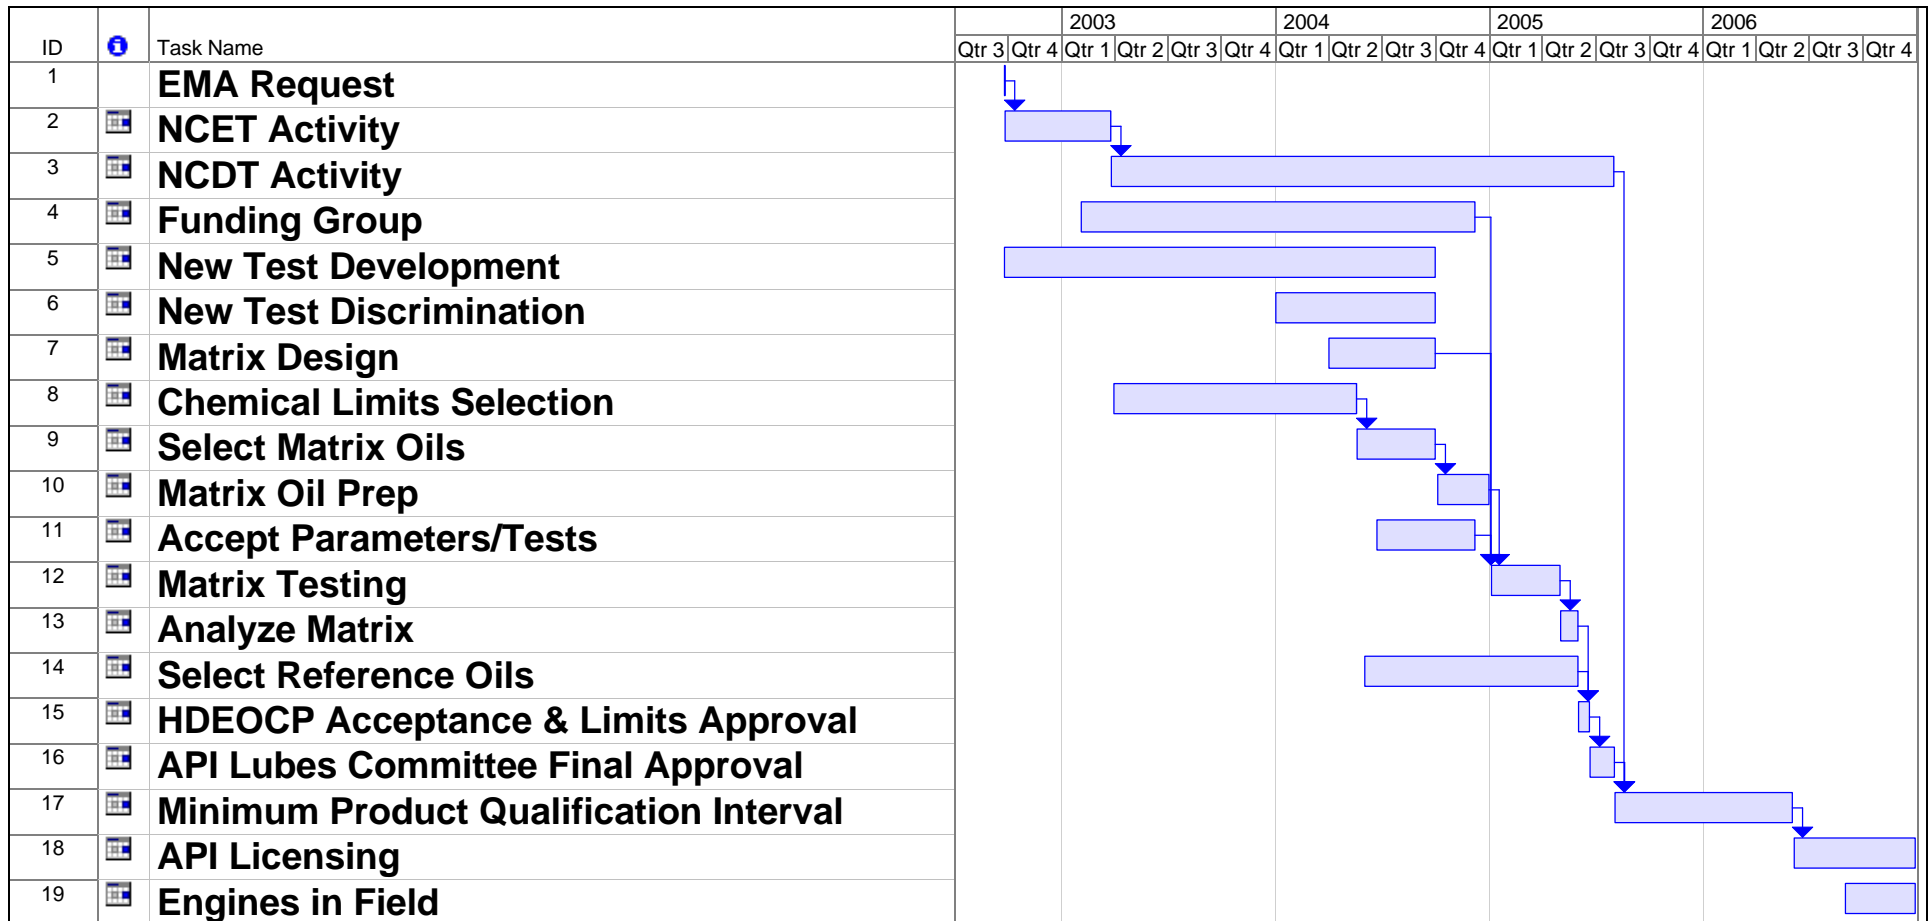 2003 2004 2005 2006
ID Task Name Qtr 3 Qtr 4 Qtr 1 Qtr 2 Qtr 3 Qtr 4 Qtr 1 Qtr 2 Qtr 3 Qtr 4 Qtr 1 Qtr 2 Qtr 3 Qtr 4 Qtr 1 Qtr 2 Qtr 3 Qtr 4
1 EMA Request
2 NCET Activity
3 NCDT Activity
4 Funding Group
5 New Test Development
6 New Test Discrimination
7 Matrix Design
8 Chemical Limits Selection
9 Select Matrix Oils
10 Matrix Oil Prep
11 Accept Parameters/Tests
12 Matrix Testing
13 Analyze Matrix
14 Select Reference Oils
15 HDEOCP Acceptance & Limits Approval
16 API Lubes Committee Final Approval
17 Minimum Product Qualification Interval
18 API Licensing
19 Engines in Field